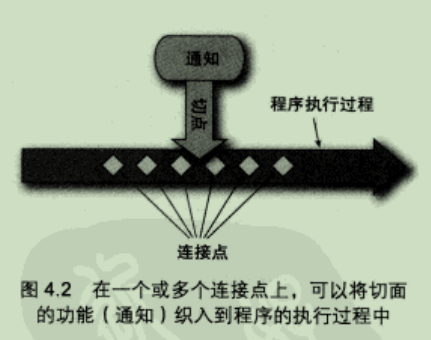 通知
切点
程序执行过程
连接点
图 4.2 在一个或多个连接点上，可以将切面
的功能（通知）织入到程序的执行过程中